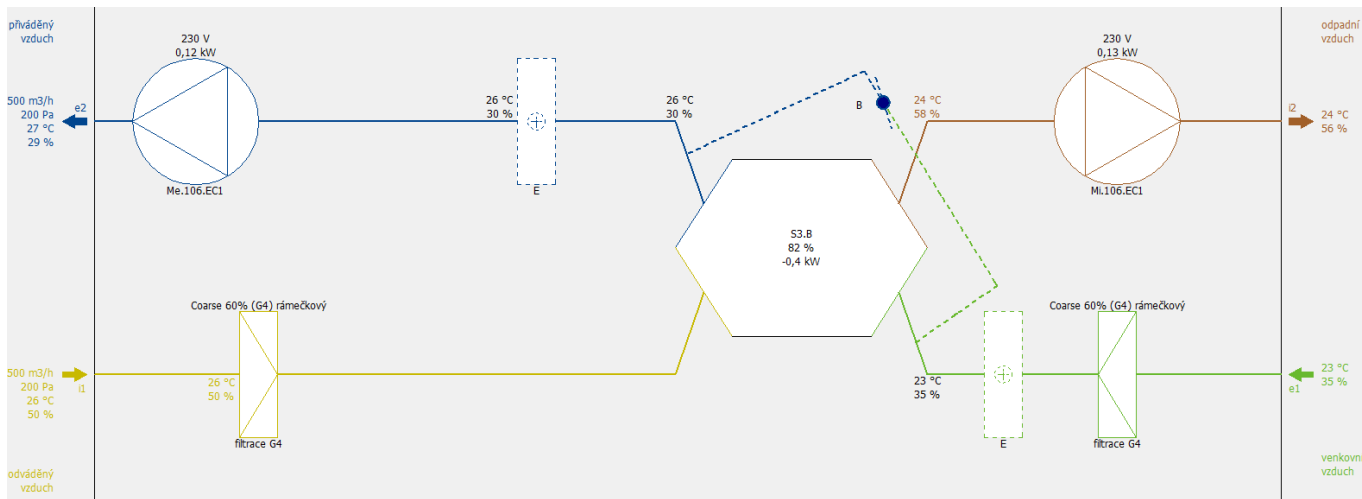 přiváděný
vzduch
230 V
0,12 kW
230 V
0,13 kW
odpadní
vzduch
500 m3/h
200 Pa
27 °C
29 %
e2
26 °C
30 %
26 °C
30 %
B
24 °C
58 %
i2
24 °C
56 %
Me.106.EC1
E
Mi.106.EC1
S3.B
82 %
-0,4 kW
Coarse 60% (G4) rámečkový
Coarse 60% (G4) rámečkový
500 m3/h
200 Pa
26 °C
50 %
i1
26 °C
50 %
23 °C
35 %
e1
23 °C
35 %
filtrace G4
E
filtrace G4
odváděný
vzduch
venkovn
vzduch